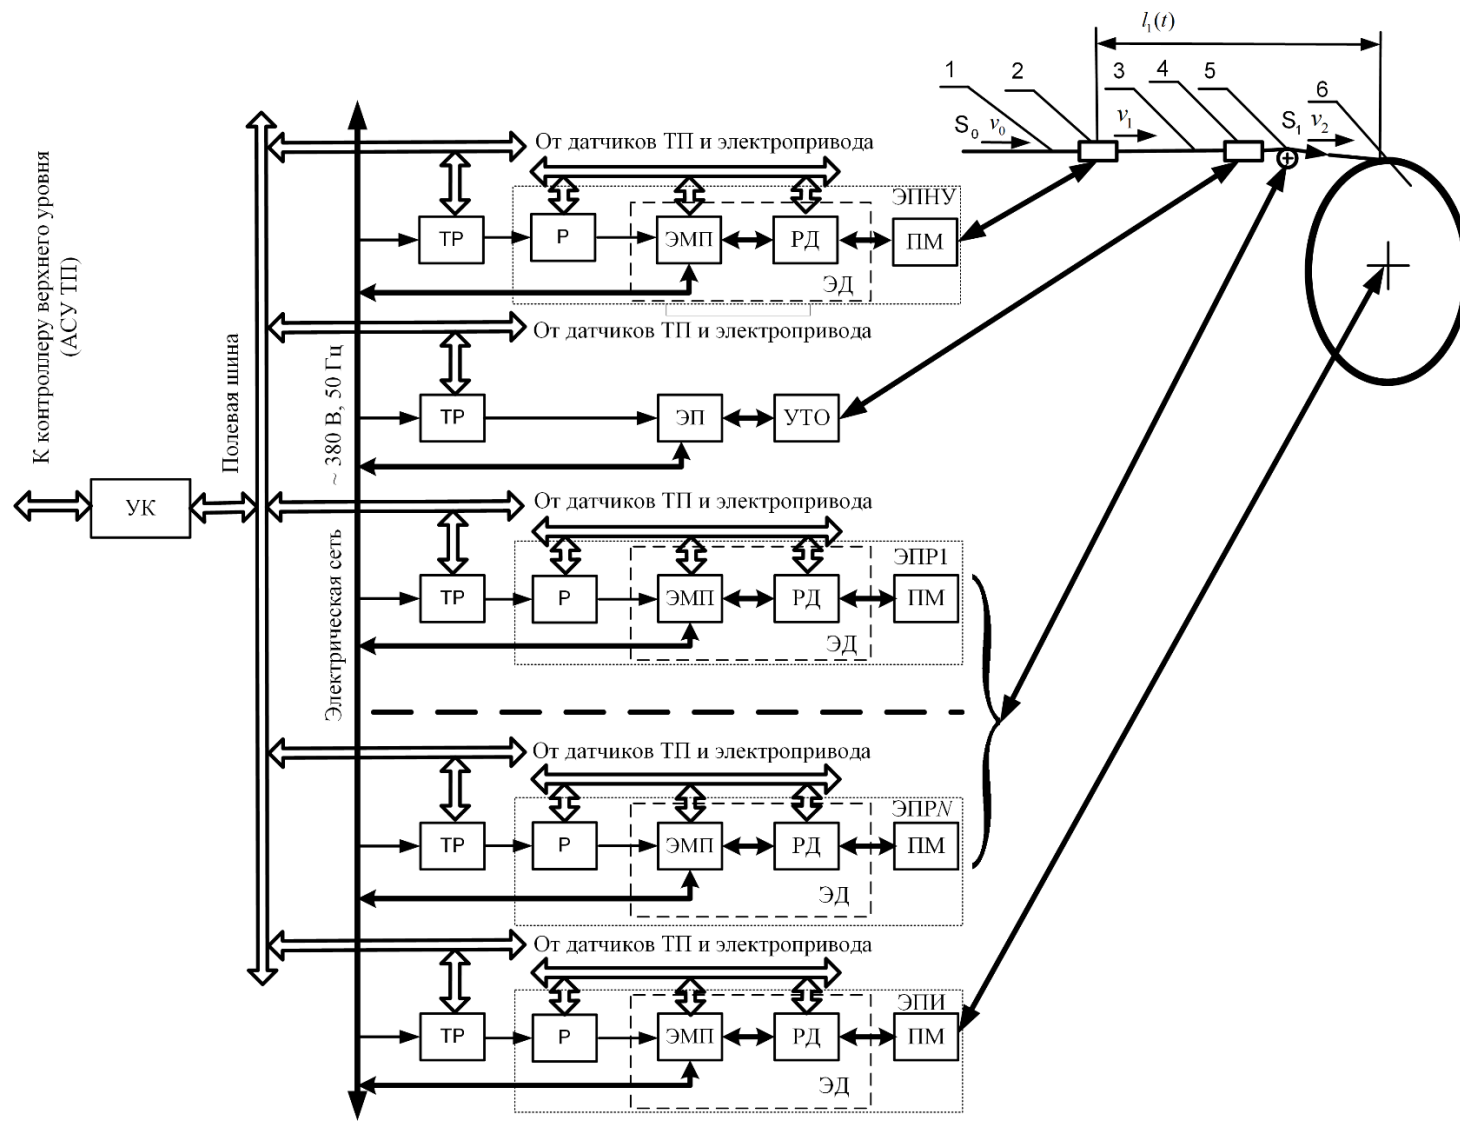 l₁(t)
1
2
3
4
5
6
S₀
v₀
v₁
S₁
v₂
От датчиков ТП и электропривода
ЭПНУ
ТР
Р
ЭМП
РД
ПМ
ЭД
От датчиков ТП и электропривода
ТР
ЭП
УТО
К контроллеру верхнего уровня
(АСУ ТП)
УК
Полевая шина
Электрическая сеть ~ 380 В, 50 Гц
От датчиков ТП и электропривода
ЭПР1
ТР
Р
ЭМП
РД
ПМ
ЭД
От датчиков ТП и электропривода
ЭПРN
ТР
Р
ЭМП
РД
ПМ
ЭД
От датчиков ТП и электропривода
ЭПИ
ТР
Р
ЭМП
РД
ПМ
ЭД